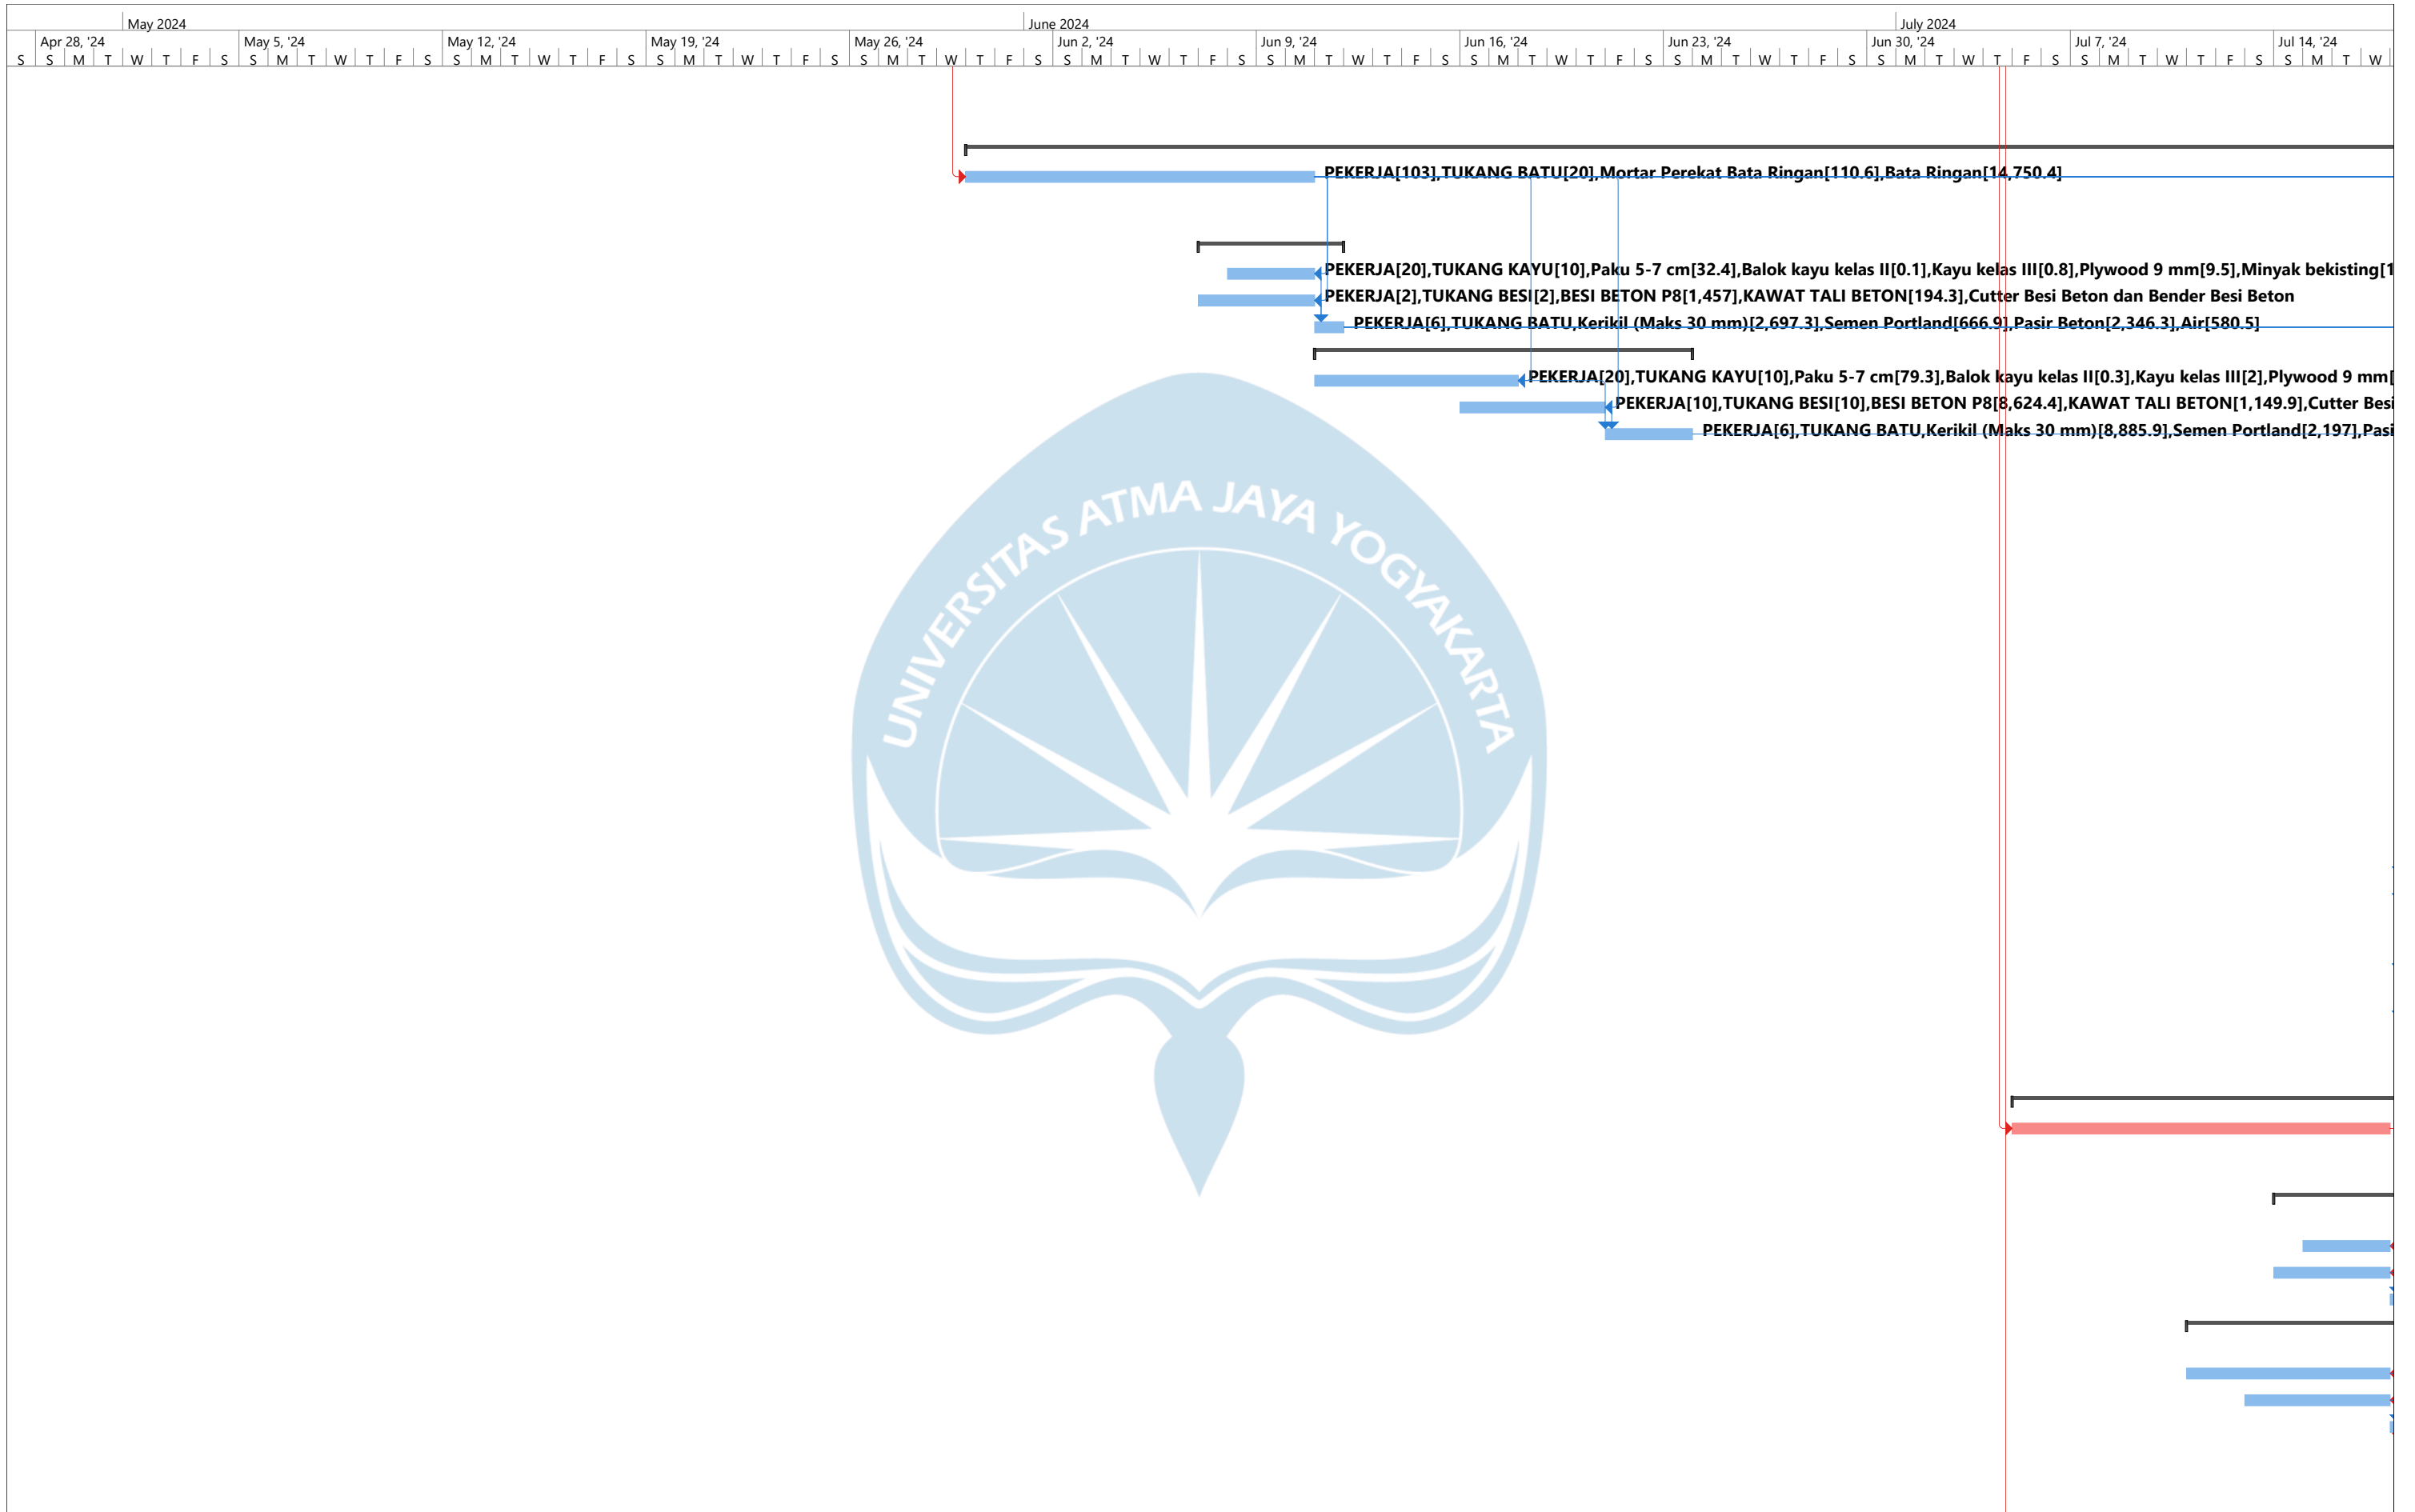 May 2024 June 2024 July 2024
Apr 28, '24 May 5, '24 May 12, '24 May 19, '24 May 26, '24 Jun 2, '24 Jun 9, '24 Jun 16, '24 Jun 23, '24 Jun 30, '24 Jul 7, '24 Jul 14, '24
S S M T W T F S S M T W T F S S M T W T F S S M T W T F S S M T W T F S S M T W T F S S M T W T F S S M T W T F S S M T W T F S S M T W T F S S M T W T F S S M T W
PEKERJA[103],TUKANG BATU[20],Mortar Perekat Bata Ringan[110.6],Bata Ringan[14,750.4]
PEKERJA[20],TUKANG KAYU[10],Paku 5-7 cm[32.4],Balok kayu kelas II[0.1],Kayu kelas III[0.8],Plywood 9 mm[9.5],Minyak bekisting[1
PEKERJA[2],TUKANG BESI[2],BESI BETON P8[1,457],KAWAT TALI BETON[194.3],Cutter Besi Beton dan Bender Besi Beton
PEKERJA[6],TUKANG BATU,Kerikil (Maks 30 mm)[2,697.3],Semen Portland[666.9],Pasir Beton[2,346.3],Air[580.5]
PEKERJA[20],TUKANG KAYU[10],Paku 5-7 cm[79.3],Balok kayu kelas II[0.3],Kayu kelas III[2],Plywood 9 mm[
PEKERJA[10],TUKANG BESI[10],BESI BETON P8[8,624.4],KAWAT TALI BETON[1,149.9],Cutter Besi
PEKERJA[6],TUKANG BATU,Kerikil (Maks 30 mm)[8,885.9],Semen Portland[2,197],Pasi
UNIVERSITAS ATMA JAYA YOGYAKARTA